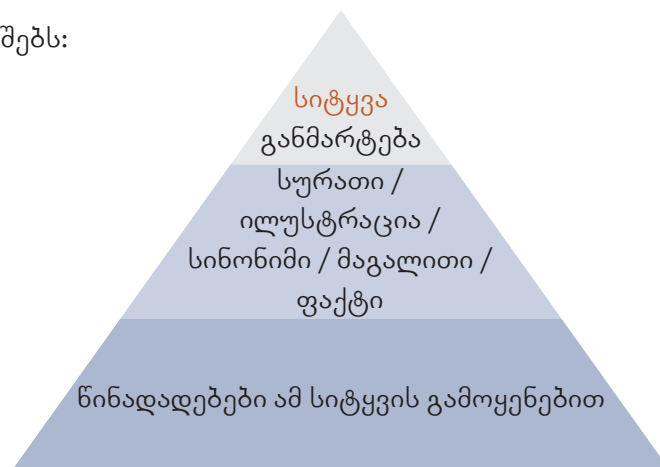 შებს:
სიტყვა
განმარტება
სურათი /
ილუსტრაცია /
სინონიმი / მაგალითი /
ფაქტი
წინადადებები ამ სიტყვის გამოყენებით